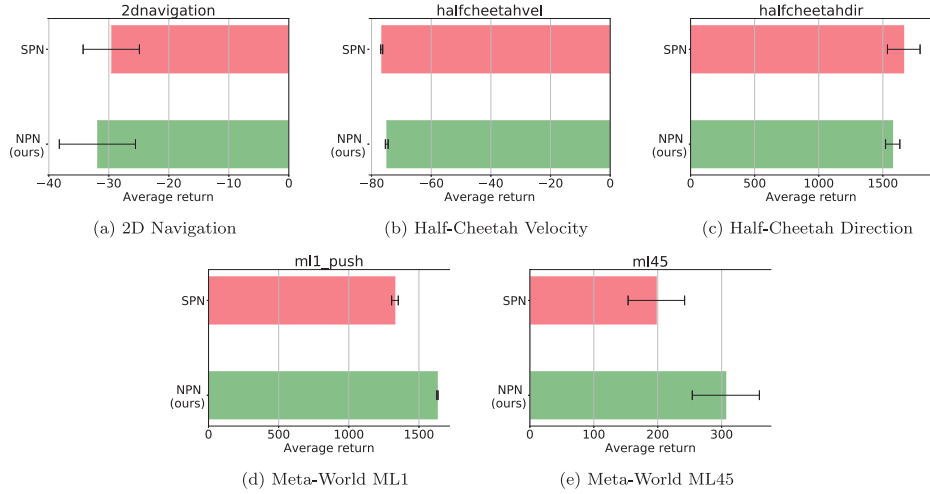 2dnavigation
SPN
NPN
(ours)
−40 −30 −20 −10 0
Average return
(a) 2D Navigation
halfcheetahvel
SPN
NPN
(ours)
−80 −60 −40 −20 0
Average return
(b) Half-Cheetah Velocity
halfcheetahdir
SPN
NPN
(ours)
0 500 1000 1500
Average return
(c) Half-Cheetah Direction
ml1_push
SPN
NPN
(ours)
0 500 1000 1500
Average return
(d) Meta-World ML1
ml45
SPN
NPN
(ours)
0 100 200 300
Average return
(e) Meta-World ML45